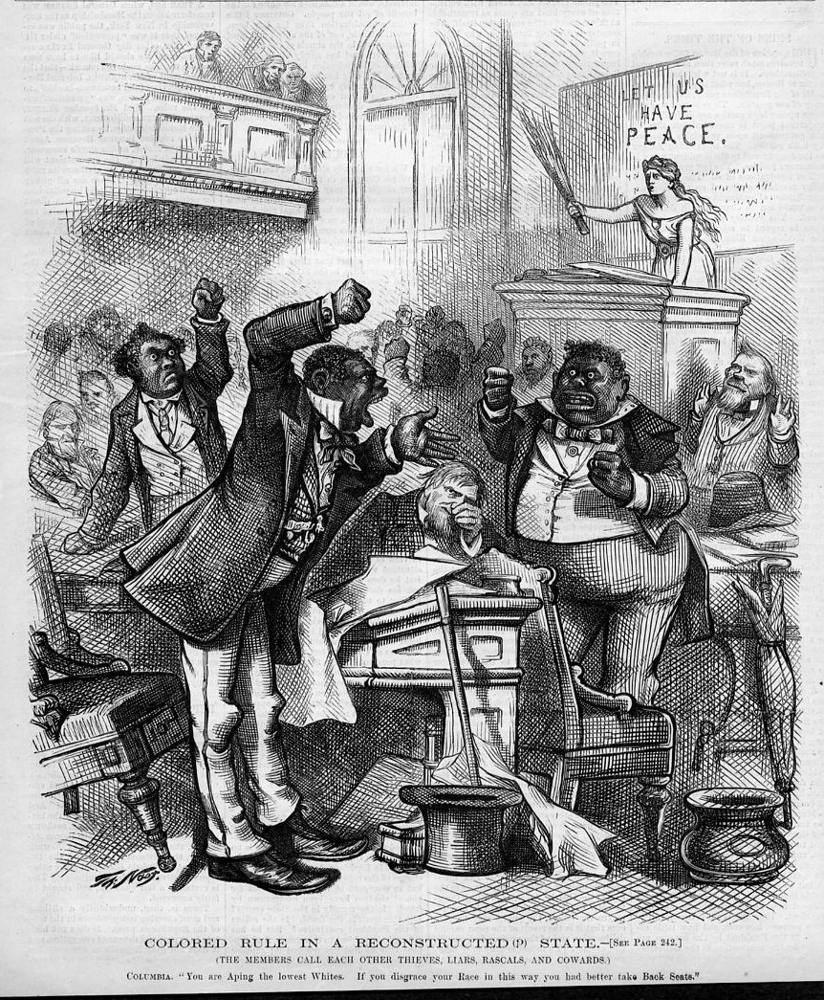 LET US
HAVE
PEACE.
Th: Nast.
COLORED RULE IN A RECONSTRUCTED (?) STATE.—[SEE PAGE 242.]
(THE MEMBERS CALL EACH OTHER THIEVES, LIARS, RASCALS, AND COWARDS.)
COLUMBIA. "You are Aping the lowest Whites. If you disgrace your Race in this way you had better take Back Seats."